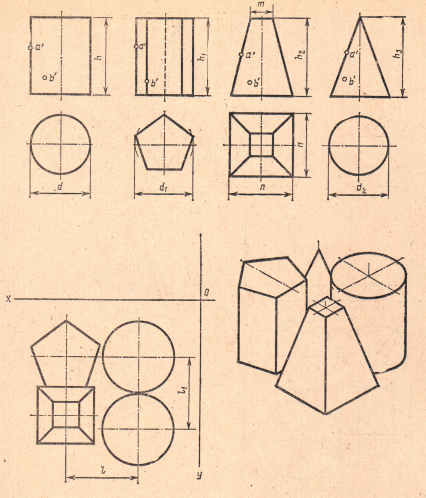 m
a' b' h
a' b' h₁
a' b' h₂
a' b' h₃
d
d₁
n
n
d₂
x
0
l₁
l
y